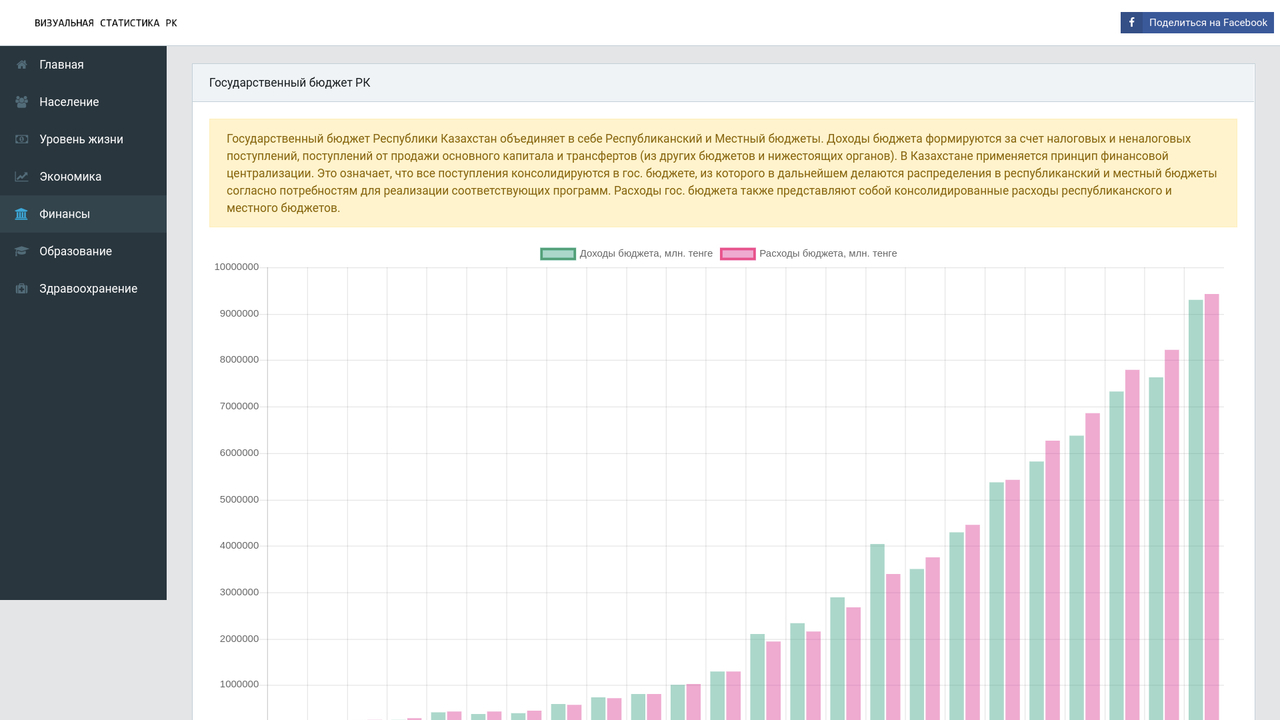 ВИЗУАЛЬНАЯ СТАТИСТИКА РК
Поделиться на Facebook
Главная
Население
Уровень жизни
Экономика
Финансы
Образование
Здравоохранение
Государственный бюджет РК
Государственный бюджет Республики Казахстан объединяет в себе Республиканский и Местный бюджеты. Доходы бюджета формируются за счет налоговых и неналоговых
поступлений, поступлений от продажи основного капитала и трансфертов (из других бюджетов и нижестоящих органов). В Казахстане применяется принцип финансовой
централизации. Это означает, что все поступления консолидируются в гос. бюджете, из которого в дальнейшем делаются распределения в республиканский и местный бюджеты
согласно потребностям для реализации соответствующих программ. Расходы гос. бюджета также представляют собой консолидированные расходы республиканского и
местного бюджетов.
Доходы бюджета, млн. тенге
Расходы бюджета, млн. тенге
10000000
9000000
8000000
7000000
6000000
5000000
4000000
3000000
2000000
1000000